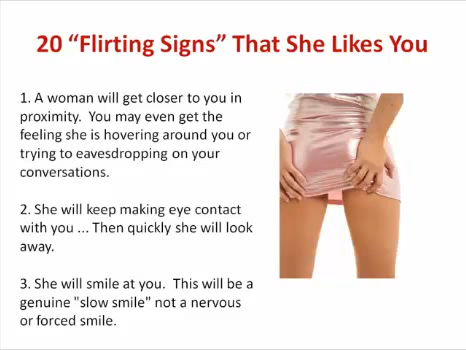 20 “Flirting Signs” That She Likes You
1. A woman will get closer to you in
proximity.  You may even get the
feeling she is hovering around you or
trying to eavesdropping on your
conversations.
2. She will keep making eye contact
with you ... Then quickly she will look
away.
3. She will smile at you.  This will be a
genuine "slow smile" not a nervous
or forced smile.